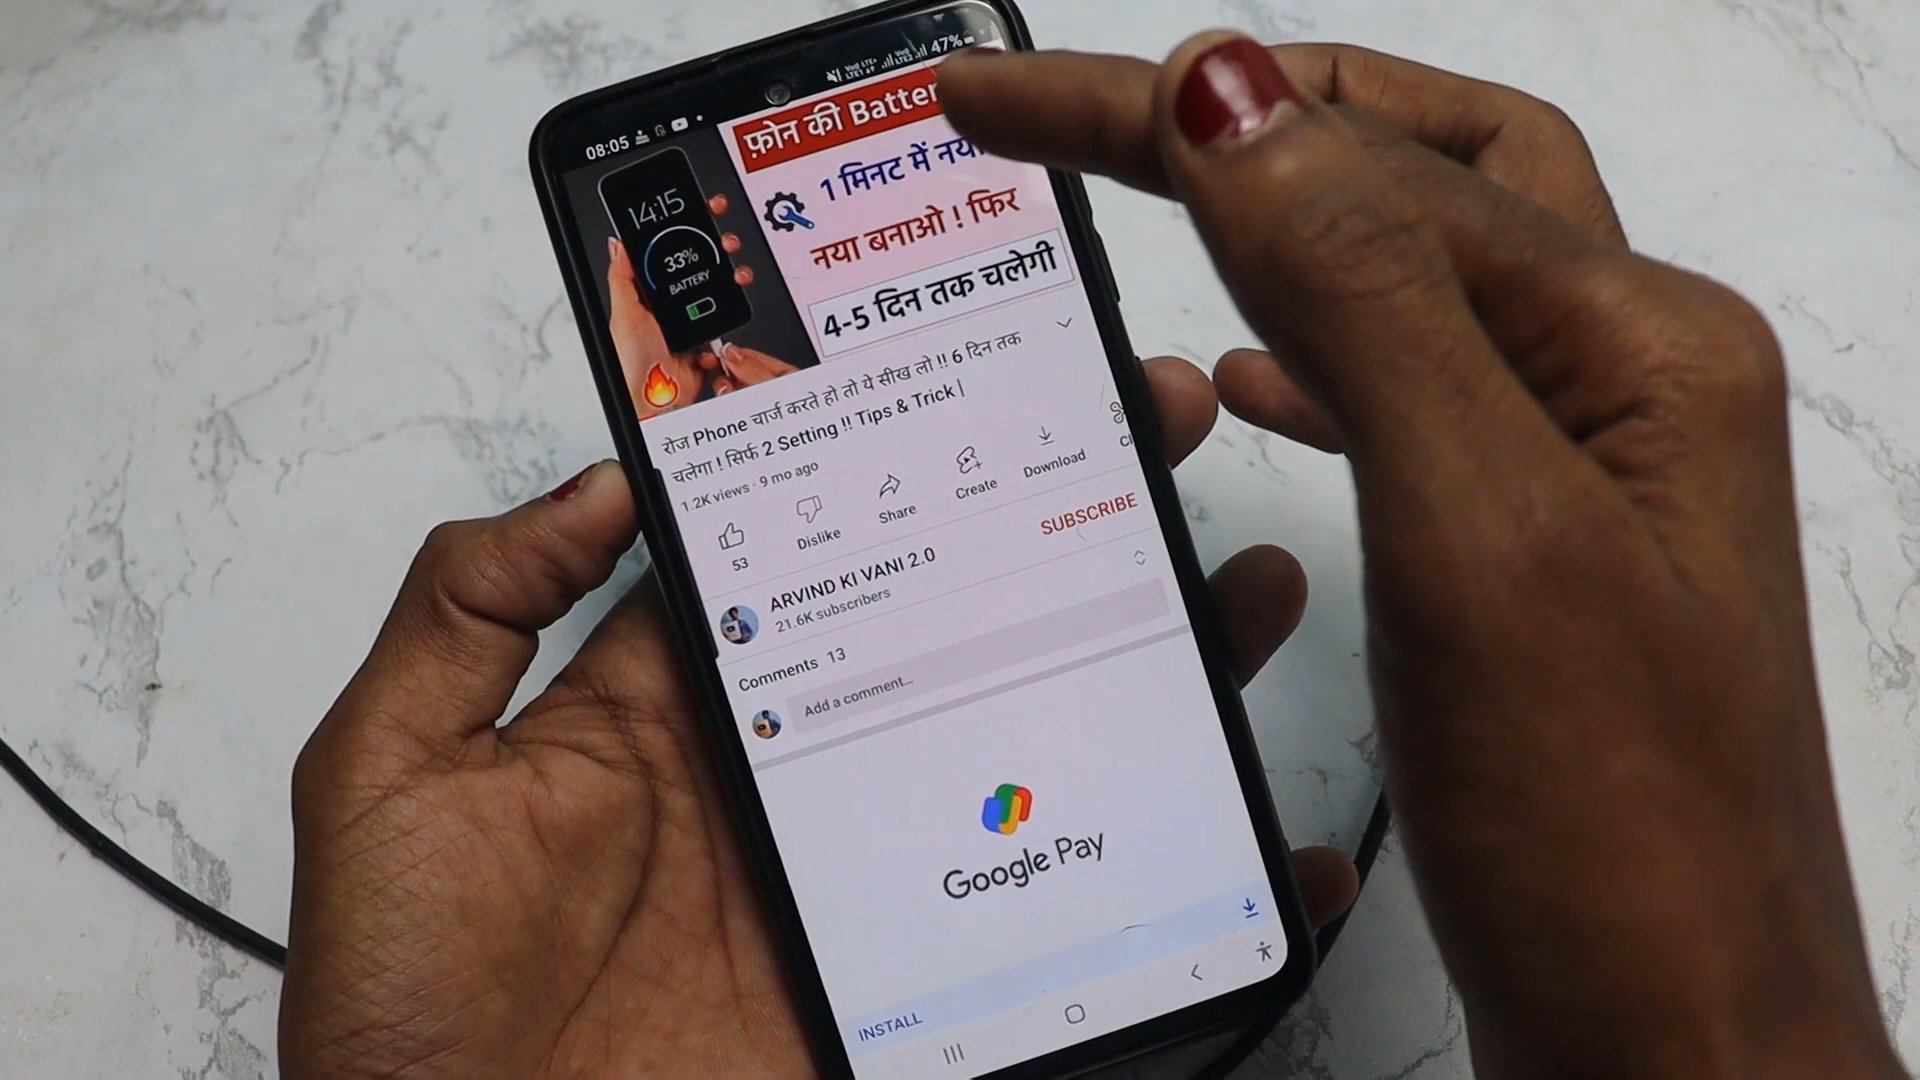 08:05
47%
फ़ोन की Batter
1 मिनट में नया
नया बनाओ ! फिर
4-5 दिन तक चलेगी
14:15
33%
BATTERY
रोज Phone चार्ज करते हो तो ये सीख लो !! 6 दिन तक
चलेगा ! सिर्फ 2 Setting !! Tips & Trick |
1.2K views · 9 mo ago
53
Dislike
Share
Create
Download
Cl
ARVIND KI VANI 2.0
21.6K subscribers
SUBSCRIBE
Comments 13
Add a comment...
Google Pay
INSTALL